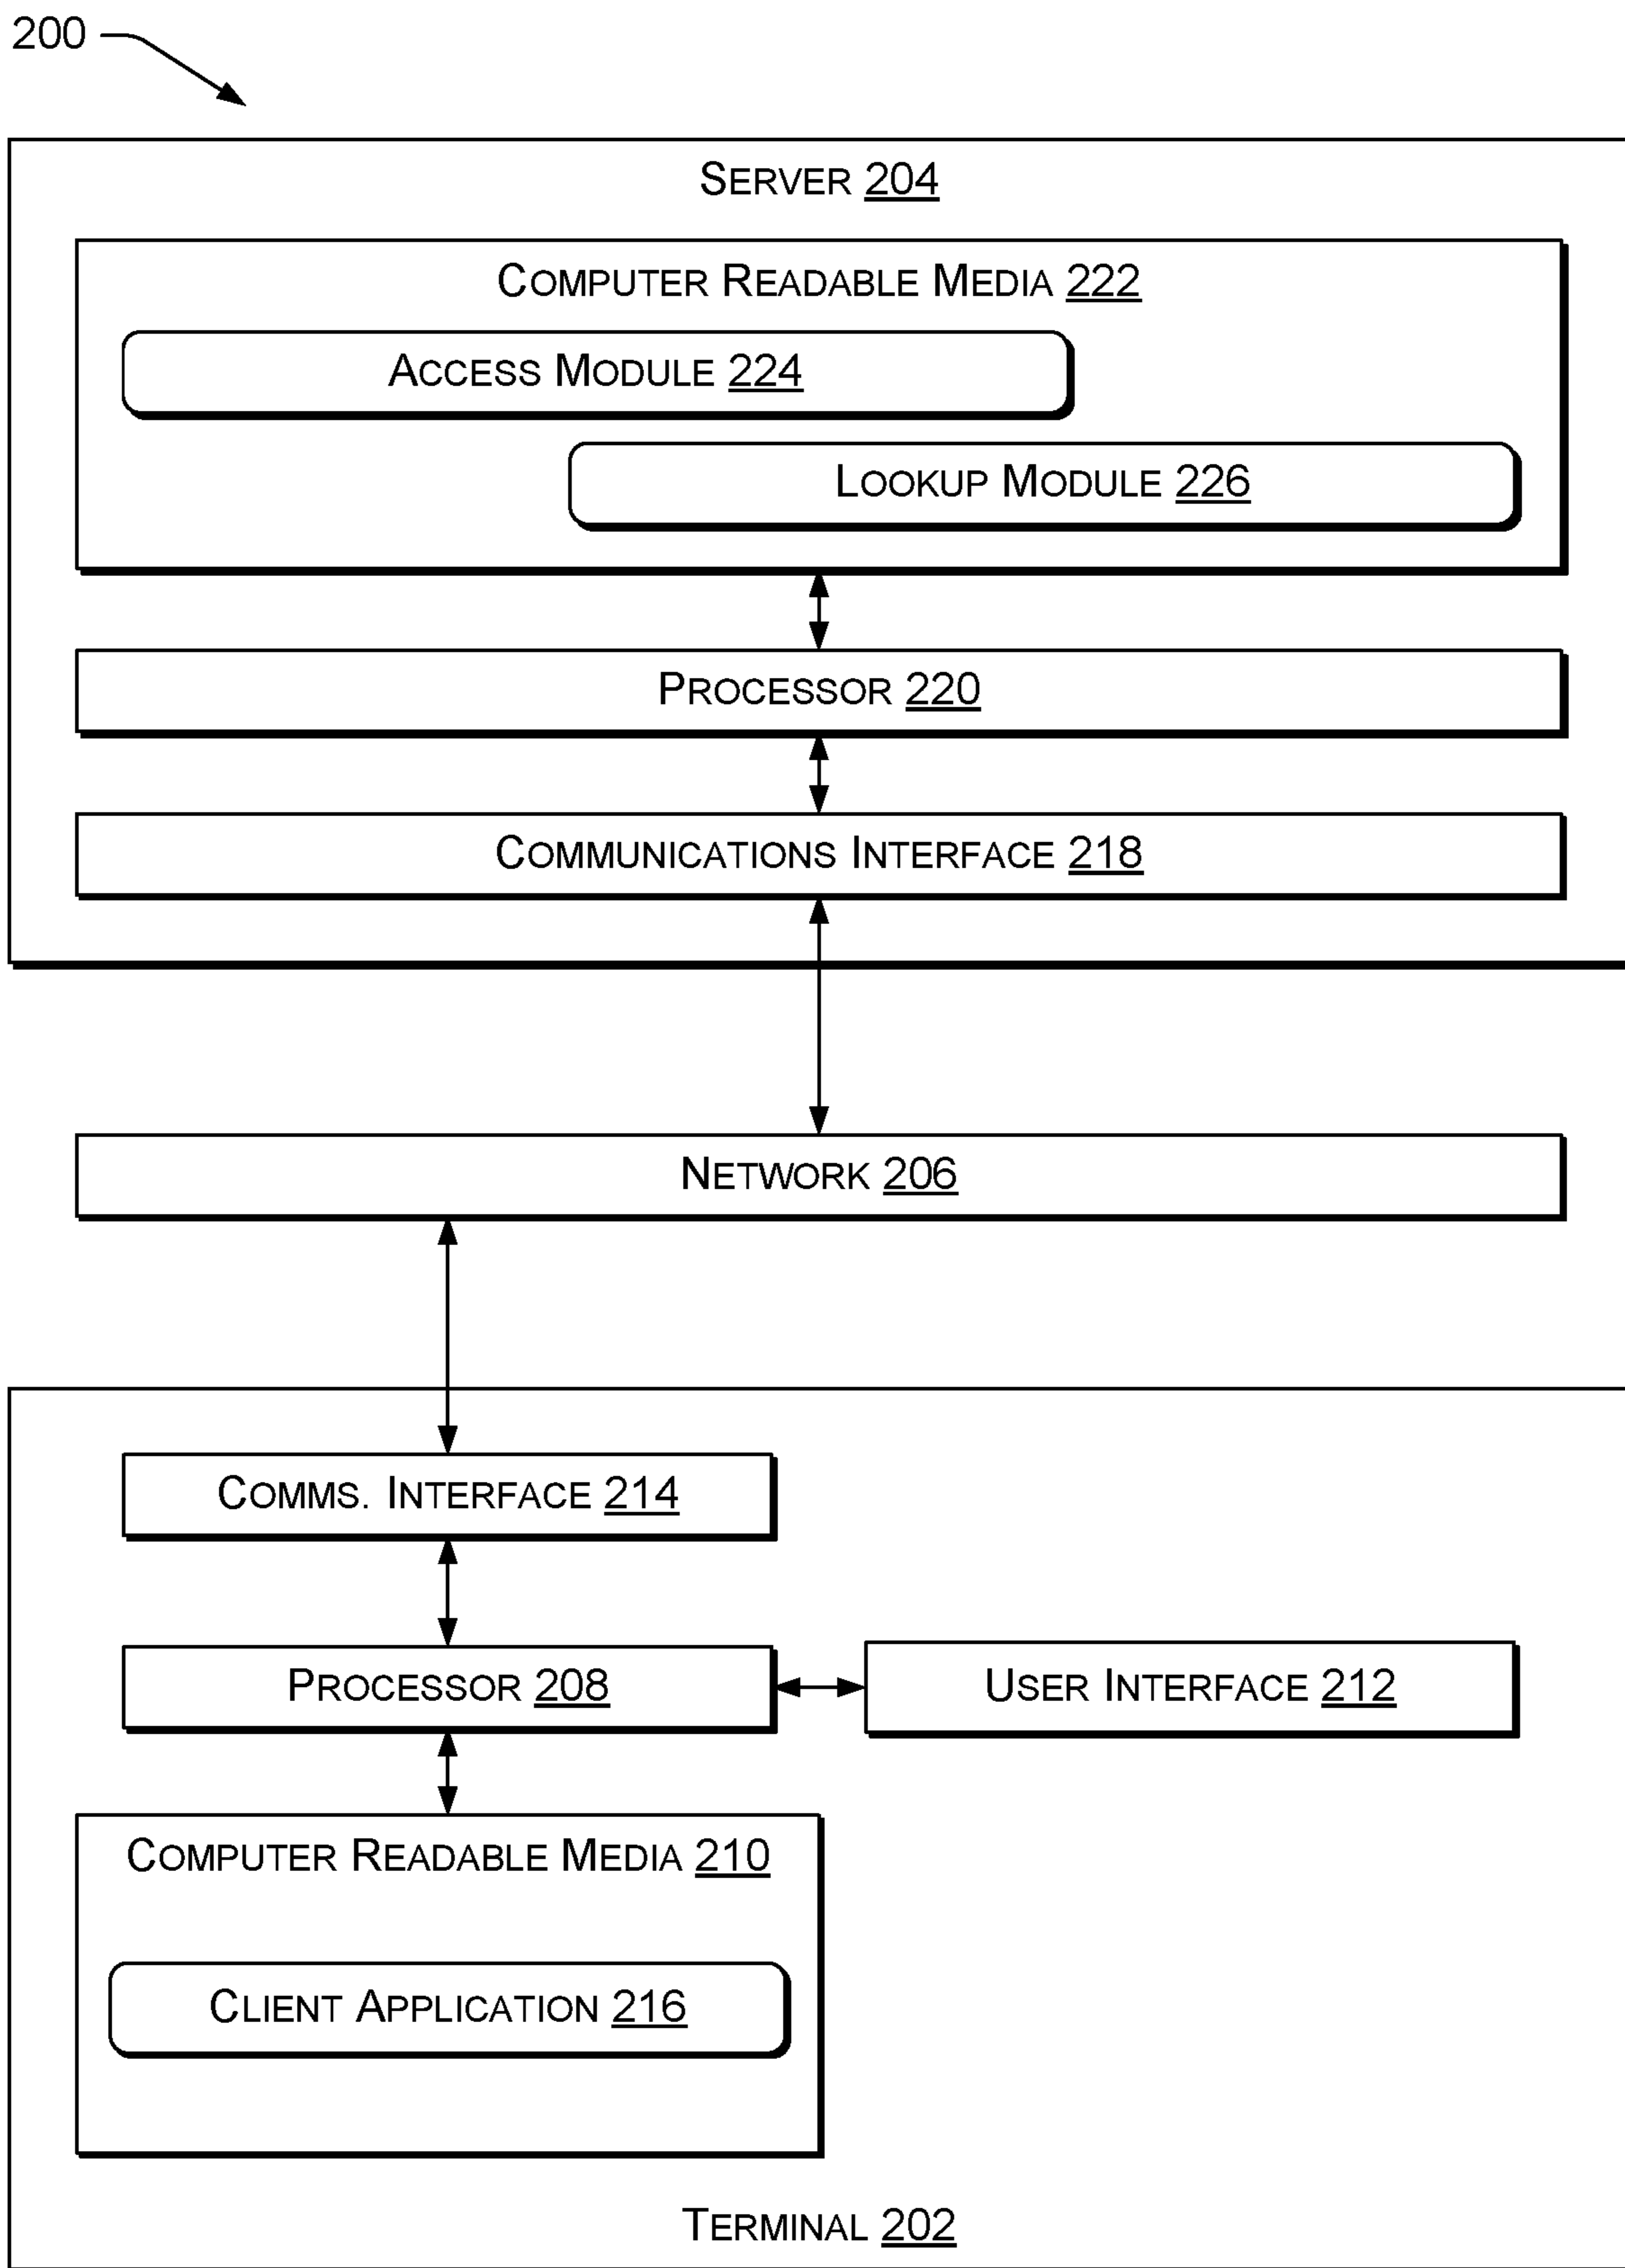 200
SERVER 204
COMPUTER READABLE MEDIA 222
ACCESS MODULE 224
LOOKUP MODULE 226
PROCESSOR 220
COMMUNICATIONS INTERFACE 218
NETWORK 206
COMMS. INTERFACE 214
PROCESSOR 208
USER INTERFACE 212
COMPUTER READABLE MEDIA 210
CLIENT APPLICATION 216
TERMINAL 202